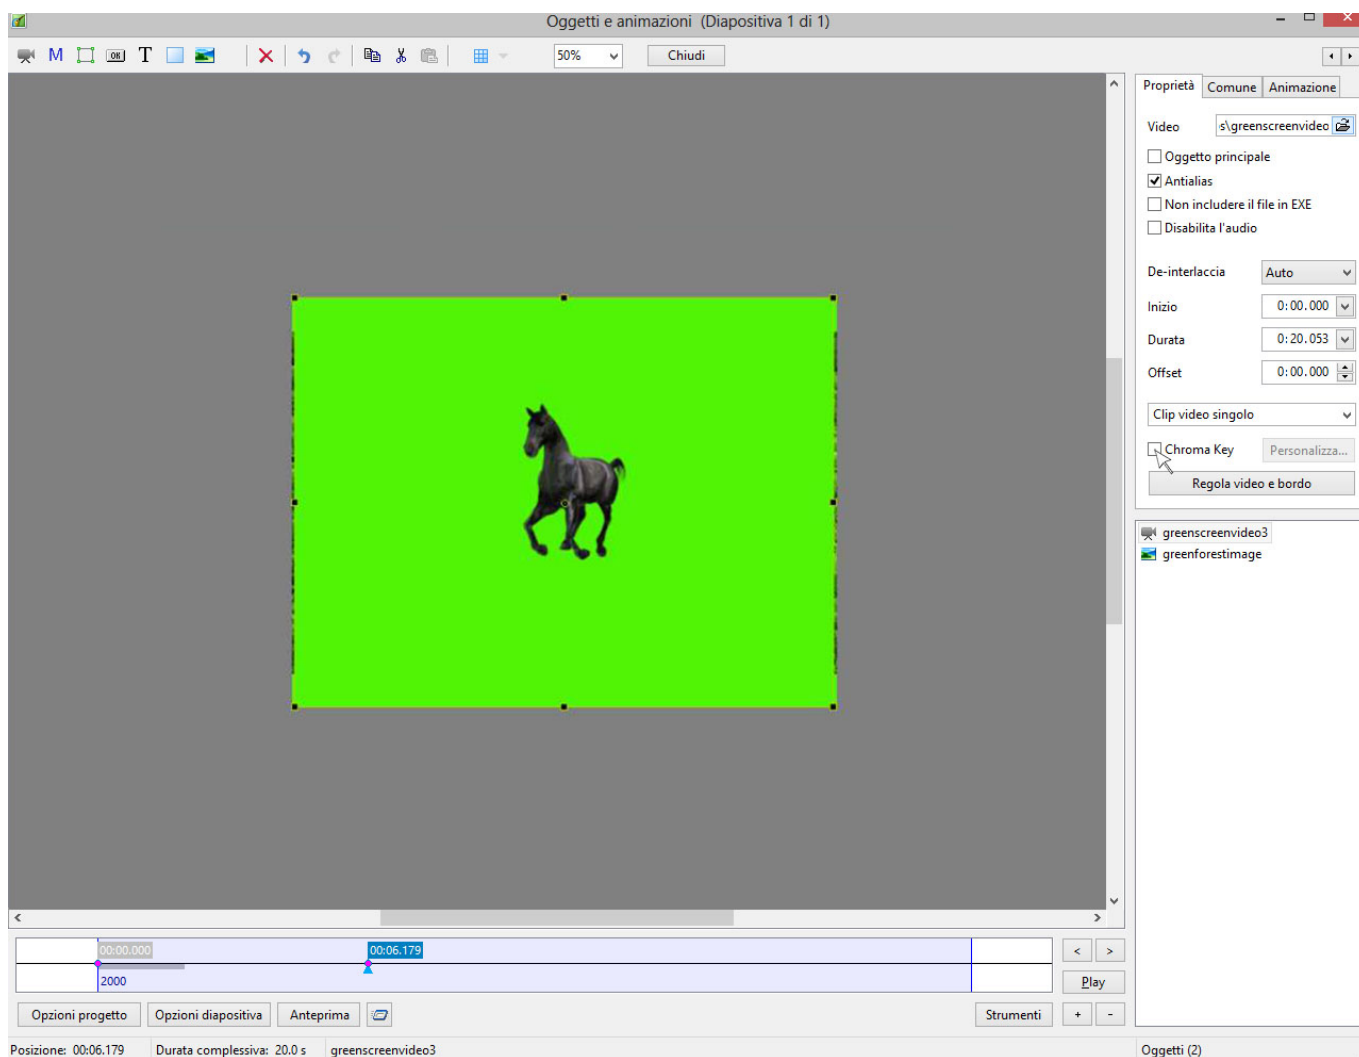 Oggetti e animazioni (Diapositiva 1 di 1)
M OK T 50% Chiudi
Proprietà Comune Animazione
Video s\greenscreenvideo
Oggetto principale
Antialias
Non includere il file in EXE
Disabilita l'audio
De-interlaccia Auto
Inizio 0:00.000
Durata 0:20.053
Offset 0:00.000
Clip video singolo
Chroma Key Personalizza...
Regola video e bordo
greenscreenvideo3
greenforestimage
00:00.000 00:06.179
2000
Play
Opzioni progetto Opzioni diapositiva Anteprima Strumenti + -
Posizione: 00:06.179 Durata complessiva: 20.0 s greenscreenvideo3 Oggetti (2)